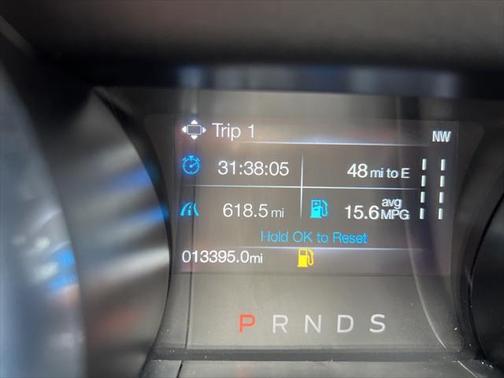 Trip 1
NW
31:38:05 48 mi to E
618.5 mi 15.6 avg MPG
Hold OK to Reset
013395.0mi
P R N D S